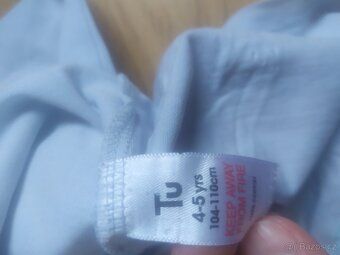 Tu
4-5 yrs
104-110cm
KEEP AWAY
FROM FIRE